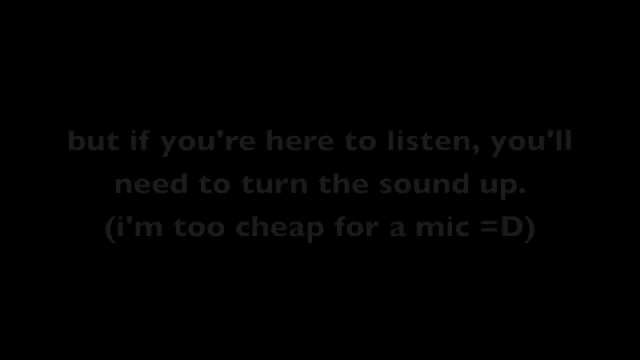 but if you're here to listen, you'll
need to turn the sound up.
(i'm too cheap for a mic =D)